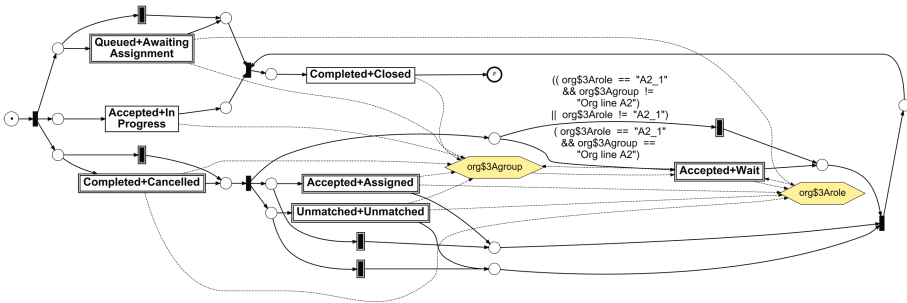 Queued+Awaiting
Assignment
Completed+Closed
F
(( org$3Arole == "A2_1"
&& org$3Agroup !=
"Org line A2")
|| org$3Arole != "A2_1")
Accepted+In
Progress
( org$3Arole == "A2_1"
&& org$3Agroup ==
"Org line A2")
org$3Agroup
Accepted+Wait
Completed+Cancelled
Accepted+Assigned
org$3Arole
Unmatched+Unmatched